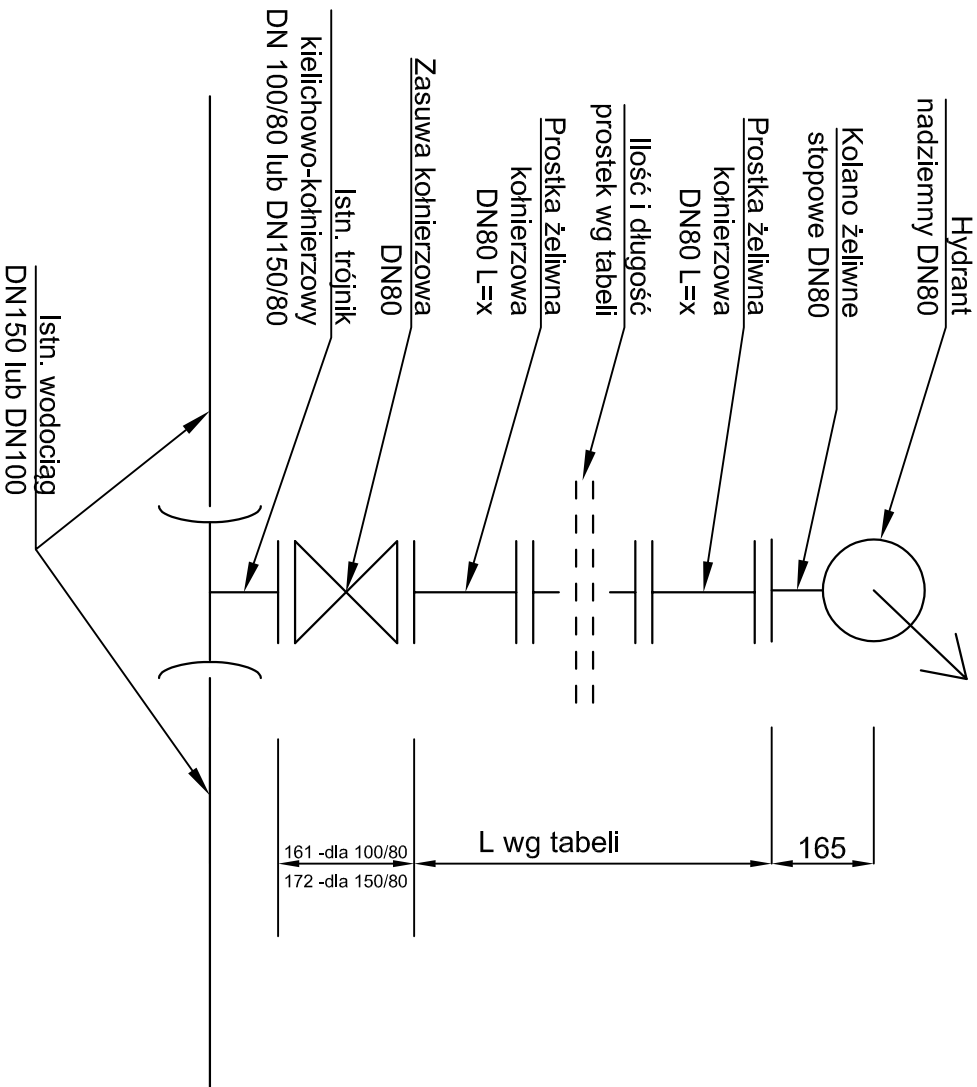 Hydrant
nadziemny DN80
Kolano żeliwne
stopowe DN80
Prostka żeliwna
kołnierzowa
DN80 L=x
Ilość i długość
prostek wg tabeli
Prostka żeliwna
kołnierzowa
DN80 L=x
Zasuwa kołnierzowa
DN80
Istn. trójnik
kielichowo-kołnierzowy
DN 100/80 lub DN150/80
Istn. wodociąg
DN150 lub DN100
161 -dla 100/80
172 -dla 150/80
L wg tabeli
165